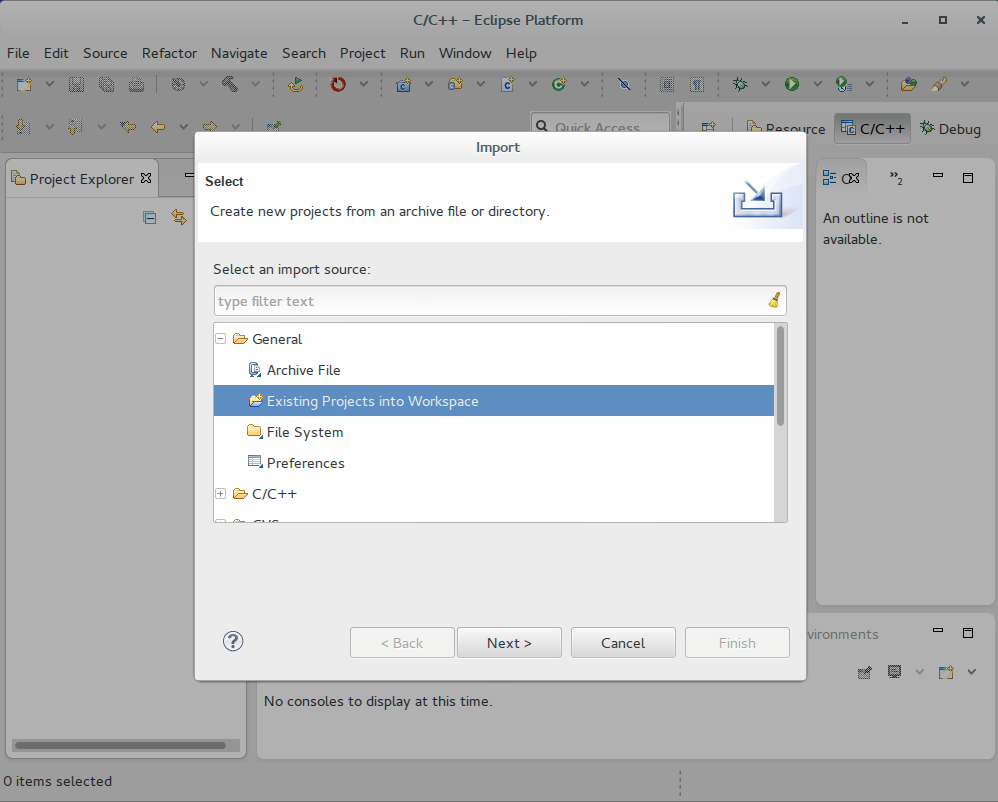 C/C++ – Eclipse Platform
File Edit Source Refactor Navigate Search Project Run Window Help
Quick Access
Resource
C/C++
Debug
Project Explorer
2
An outline is not
available.
Import
Select
Create new projects from an archive file or directory.
Select an import source:
type filter text
General
Archive File
Existing Projects into Workspace
File System
Preferences
C/C++
< Back
Next >
Cancel
Finish
No consoles to display at this time.
0 items selected